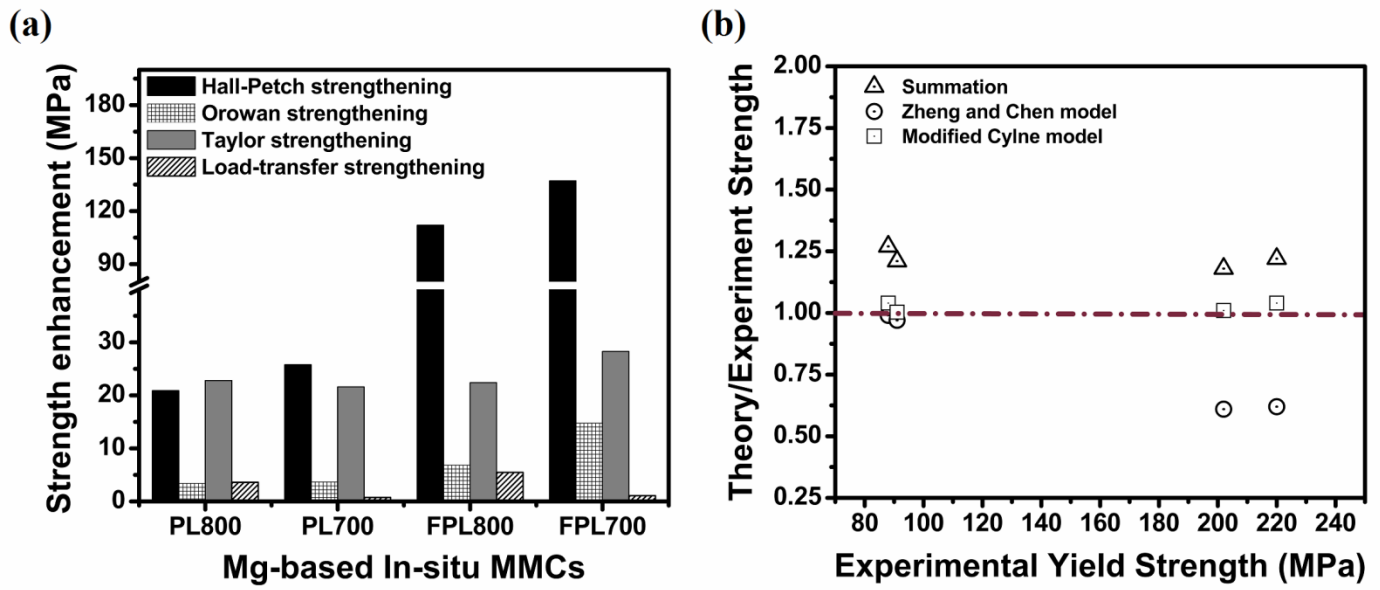 (a)
Strength enhancement (MPa)
180
150
120
90
30
20
10
0
Hall-Petch strengthening
Orowan strengthening
Taylor strengthening
Load-transfer strengthening
PL800 PL700 FPL800 FPL700
Mg-based In-situ MMCs
(b)
Theory/Experiment Strength
2.00
1.75
1.50
1.25
1.00
0.75
0.50
0.25
Summation
Zheng and Chen model
Modified Cylne model
80 100 120 140 160 180 200 220 240
Experimental Yield Strength (MPa)